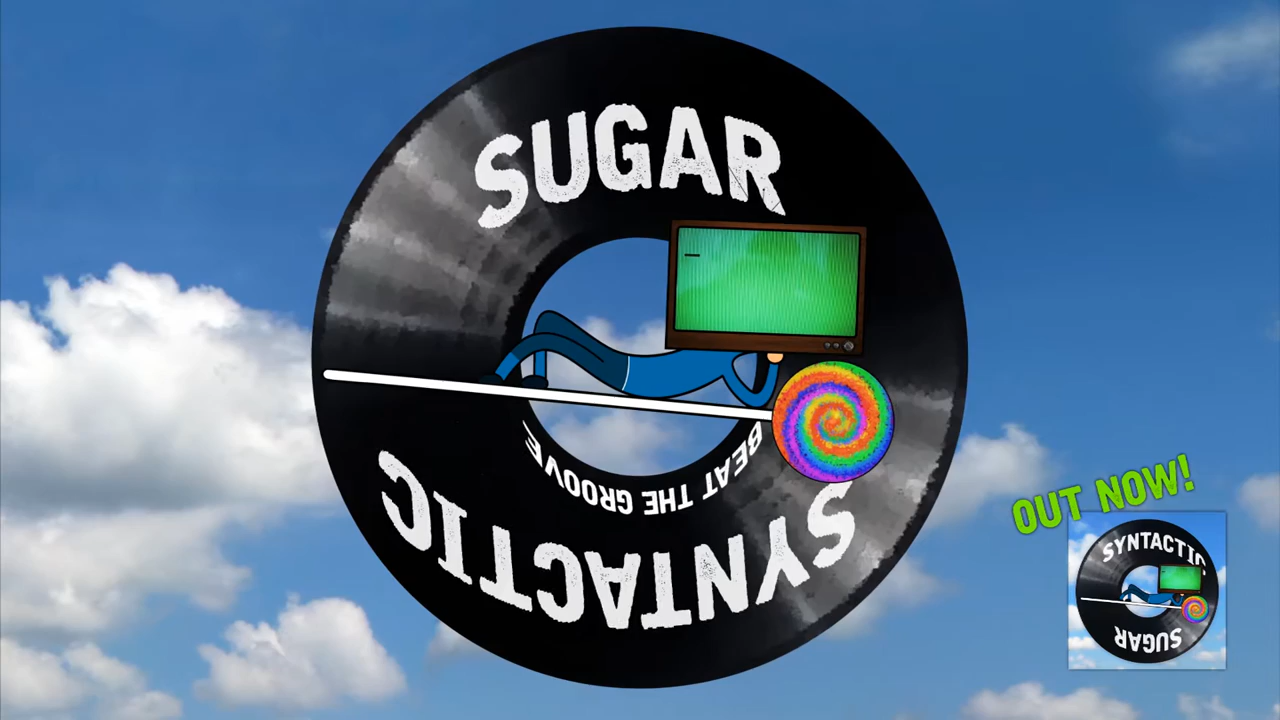 SUGAR
BEAT THE GROOVE
SYNTACTIC
OUT NOW!
SYNTACTIC
SUGAR